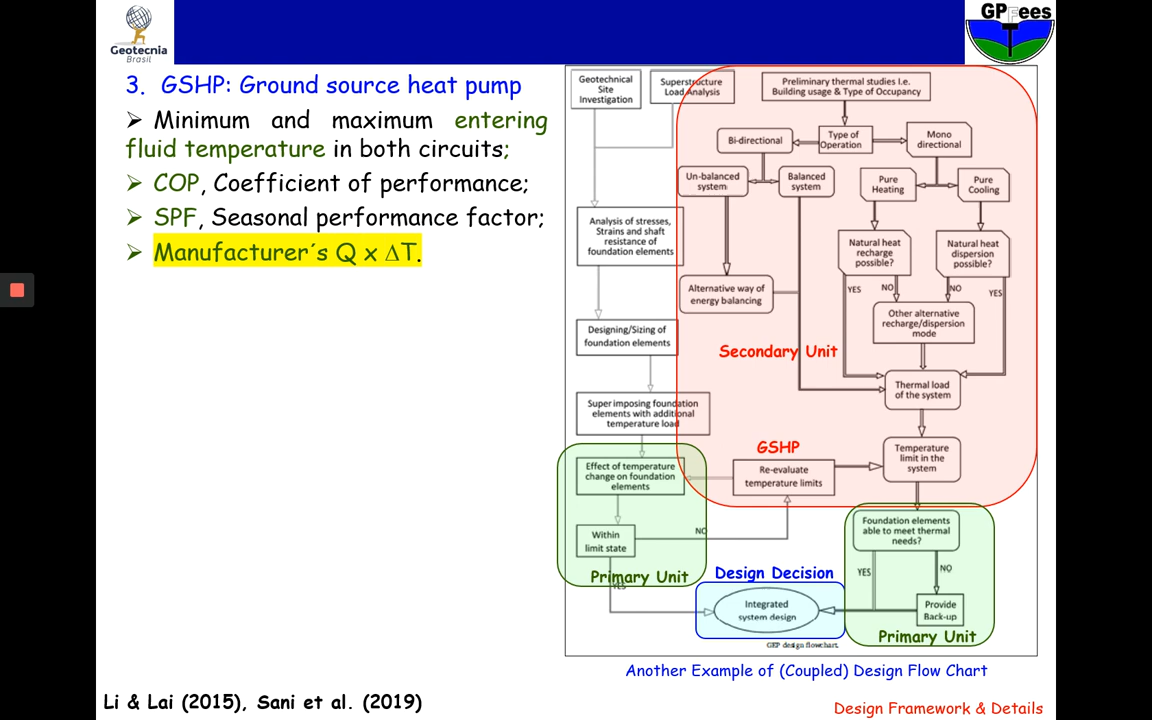 Geotecnia
Brasil
GPFees
3. GSHP: Ground source heat pump
➢ Minimum and maximum entering
fluid temperature in both circuits;
➢ COP, Coefficient of performance;
➢ SPF, Seasonal performance factor;
➢ Manufacturer´s Q x ΔT.
Geotechnical
Site
Investigation
Superstructure
Load Analysis
Preliminary thermal studies I.e.
Building usage & Type of Occupancy
Bi-directional
Type of
Operation
Mono
directional
Un-balanced
system
Balanced
system
Pure
Heating
Pure
Cooling
Analysis of stresses,
Strains and shaft
resistance of
foundation elements
Natural heat
recharge
possible?
Natural heat
dispersion
possible?
YES
NO
NO
YES
Alternative way of
energy balancing
Other alternative
recharge/dispersion
mode
Designing/Sizing of
foundation elements
Secondary Unit
Thermal load
of the system
Super imposing foundation
elements with additional
temperature load
GSHP
Temperature
limit in the
system
Effect of temperature
change on foundation
elements
Re-evaluate
temperature limits
Within
limit state
NO
Foundation elements
able to meet thermal
needs?
YES
NO
Primary Unit
YES
Design Decision
Integrated
system design
Provide
Back-up
Primary Unit
GEP design flowchart.
Another Example of (Coupled) Design Flow Chart
Li & Lai (2015), Sani et al. (2019)
Design Framework & Details